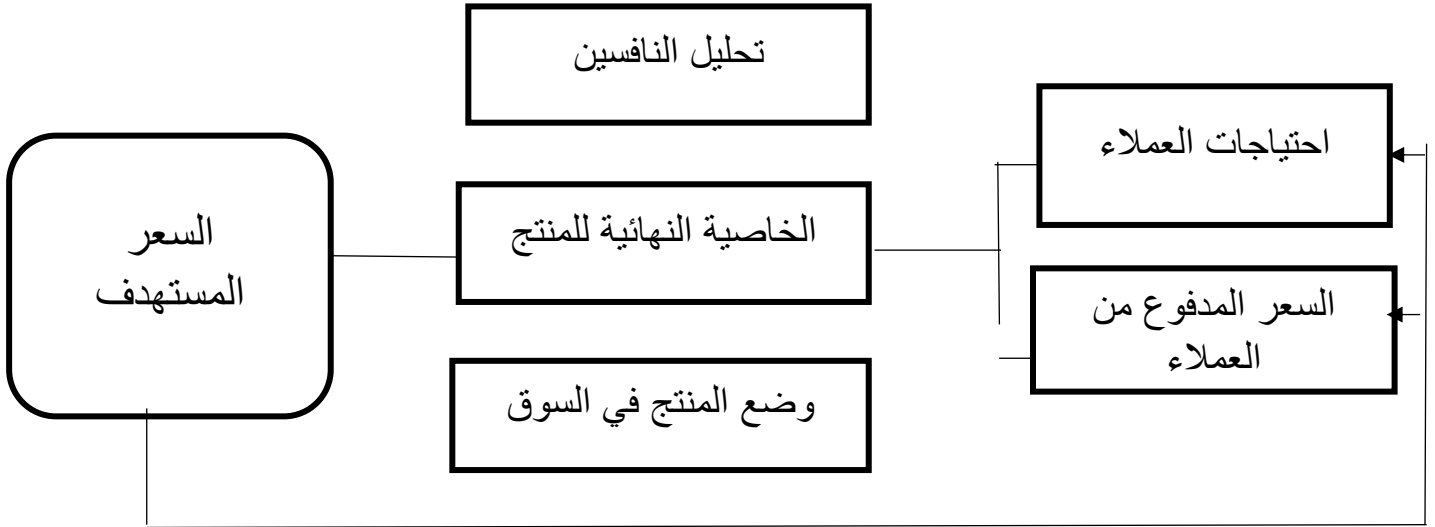 تحليل النافسين
احتياجات العملاء
السعر
المستهدف
الخاصية النهائية للمنتج
السعر المدفوع من
العملاء
وضع المنتج في السوق